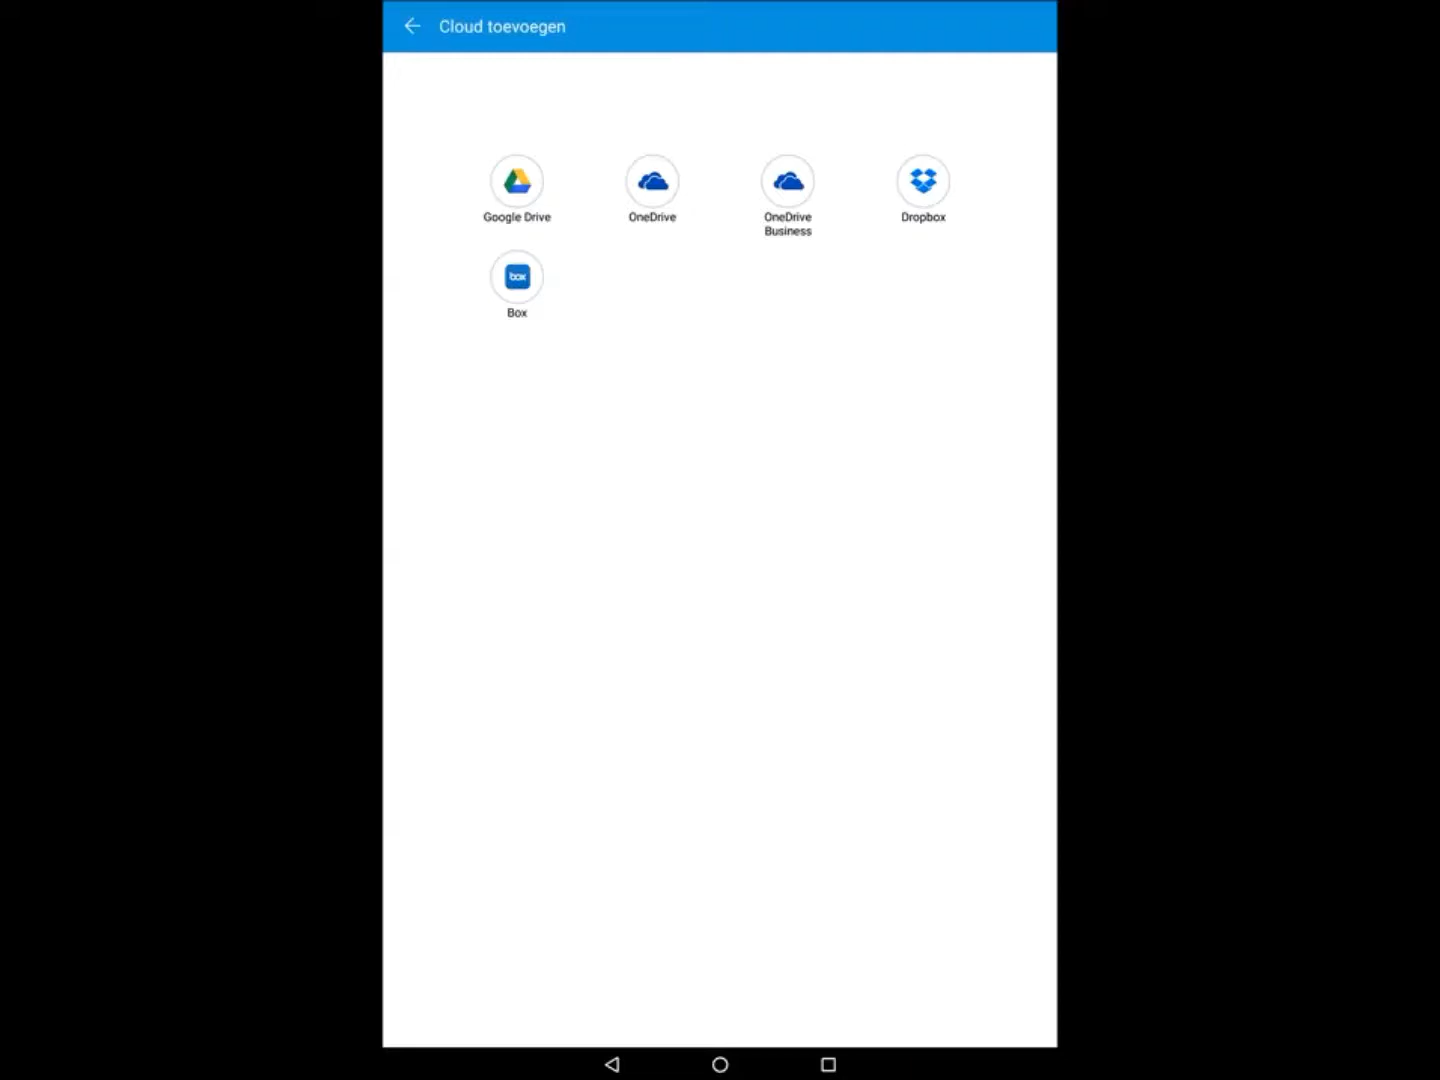 Cloud toevoegen
Google Drive
OneDrive
OneDrive
Business
Dropbox
box
Box